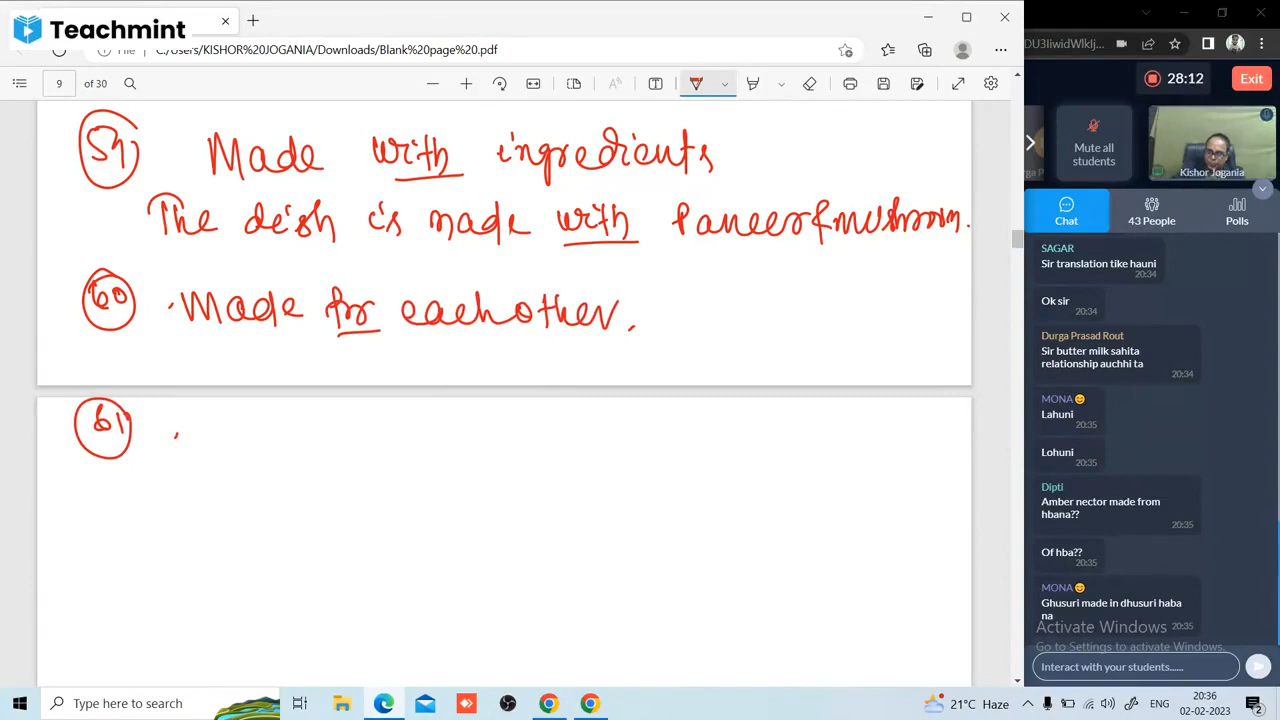 Teachmint
C:/Users/KISHOR%20JOGANIA/Downloads/Blank%20page%20.pdf
9 of 30
59 Made with ingredients
The dish is made with Paneer & mushroom.
60 Made for eachother.
61
DU3IiwidWlkIj...
28:12
Exit
Mute all
students
Kishor Jogania
Chat
43 People
Polls
SAGAR
Sir translation tike hauni
20:34
Ok sir
20:34
Durga Prasad Rout
Sir butter milk sahita
relationship auchhi ta
20:34
MONA😊
Lahuni
20:35
Lohuni
20:35
Dipti
Amber nector made from
hbana??
20:35
Of hba??
20:35
MONA😊
Ghusuri made in dhusuri haba
na
20:35
Activate Windows
Go to Settings to activate Windows.
Interact with your students......
Type here to search
21°C Haze
ENG
20:36
02-02-2023
2